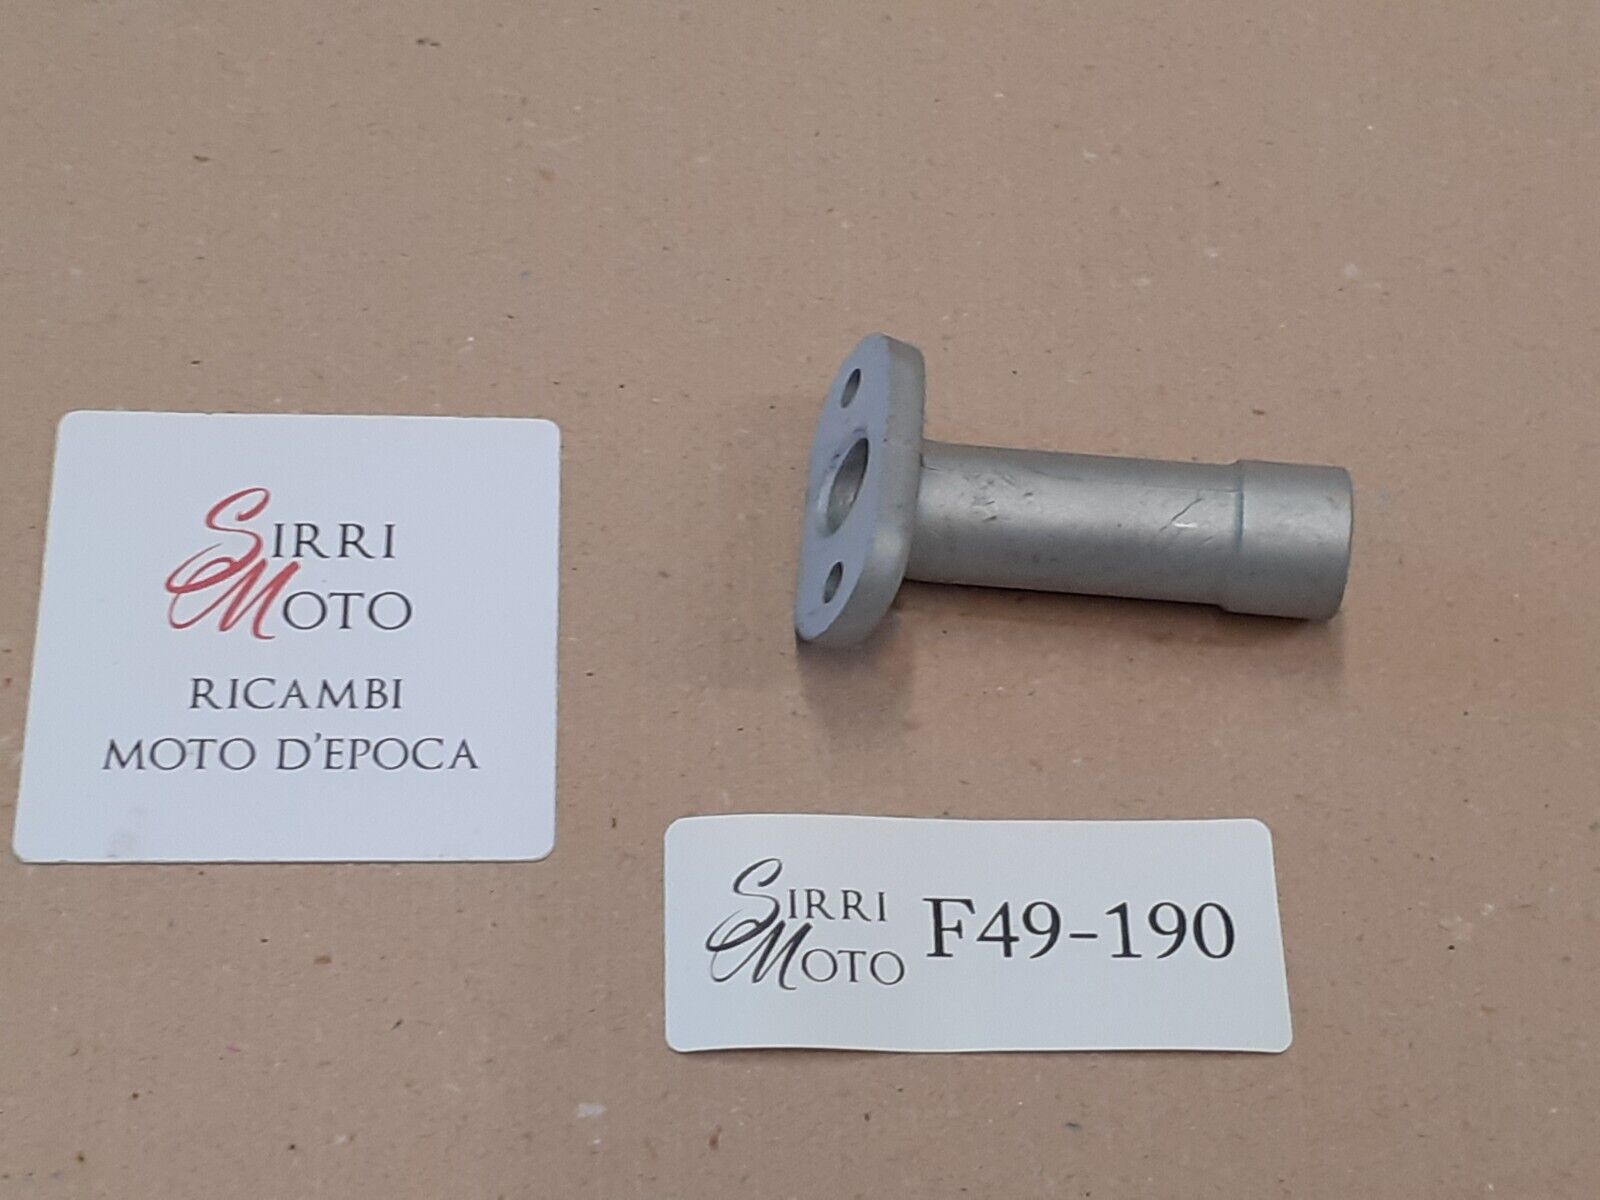 SIRRI
MOTO
RICAMBI
MOTO D'EPOCA
SIRRI
MOTO
F49-190